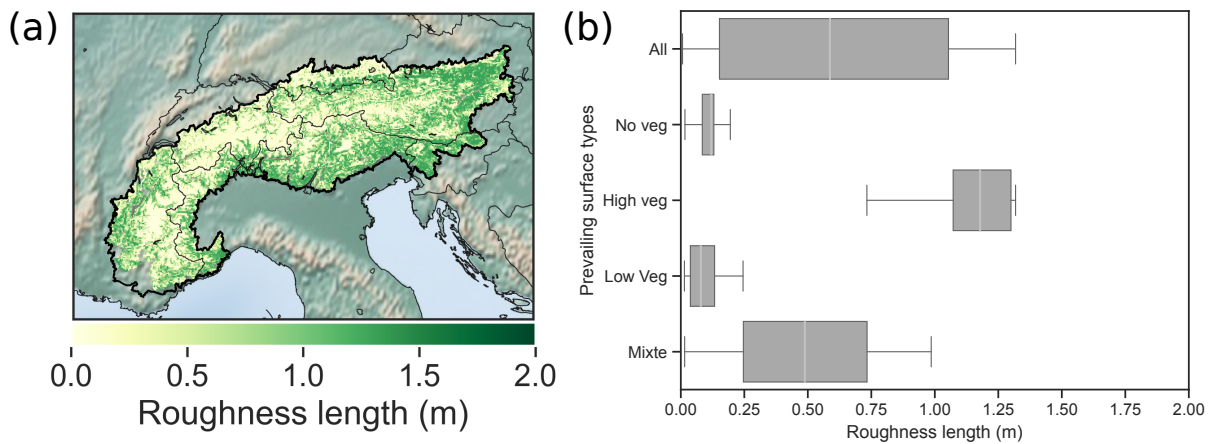 (a)
0.0 0.5 1.0 1.5 2.0
Roughness length (m)
(b)
Prevailing surface types
All
No veg
High veg
Low Veg
Mixte
0.00 0.25 0.50 0.75 1.00 1.25 1.50 1.75 2.00
Roughness length (m)